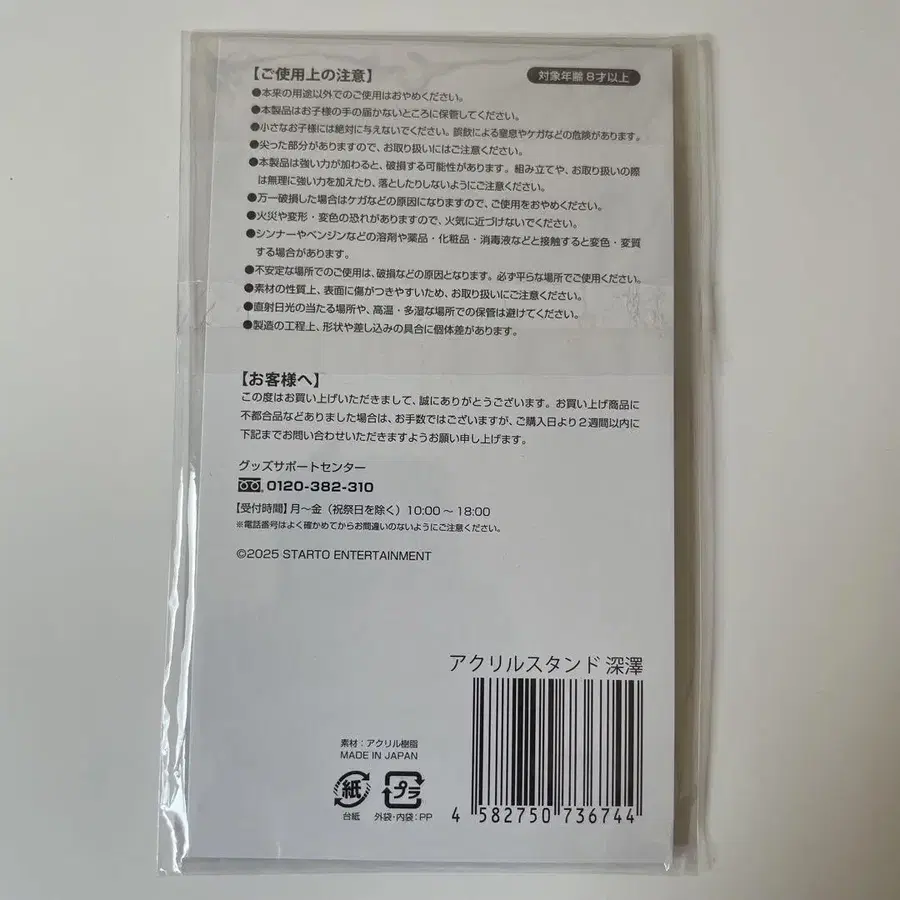 【ご使用上の注意】
対象年齢8才以上
●本来の用途以外でのご使用はおやめください。
●本製品はお子様の手の届かないところに保管してください。
●小さなお子様には絶対に与えないでください。誤飲による窒息やケガなどの危険があります。
●尖った部分がありますので、お取り扱いにはご注意ください。
●本製品は強い力が加わると、破損する可能性があります。組み立てや、お取り扱いの際
は無理に強い力を加えたり、落としたりしないようにご注意ください。
●万一破損した場合はケガなどの原因になりますので、ご使用をおやめください。
●火災や変形・変色の恐れがありますので、火気に近づけないでください。
●シンナーやベンジンなどの溶剤や薬品・化粧品・消毒液などと接触すると変色・変質
する場合があります。
●不安定な場所でのご使用は、破損などの原因となります。必ず平らな場所でご使用ください。
●素材の性質上、表面に傷がつきやすいため、お取り扱いにご注意ください。
●直射日光の当たる場所や、高温・多湿な場所での保管は避けてください。
●製造の工程上、形状や差し込みの具合に個体差があります。
【お客様へ】
この度はお買い上げいただきまして、誠にありがとうございます。お買い上げ商品に
不都合品などありました場合は、お手数ではございますが、ご購入日より2週間以内に
下記までお問い合わせいただきますようお願い申し上げます。
グッズサポートセンター
0120-382-310
【受付時間】月～金（祝祭日を除く）10:00～18:00
※電話番号はよく確かめてからお間違いのないようにご注意ください。
©2025 STARTO ENTERTAINMENT
アクリルスタンド 深澤
素材：アクリル樹脂
MADE IN JAPAN
紙
プラ
台紙
外袋・内袋：PP
4 582750 736744